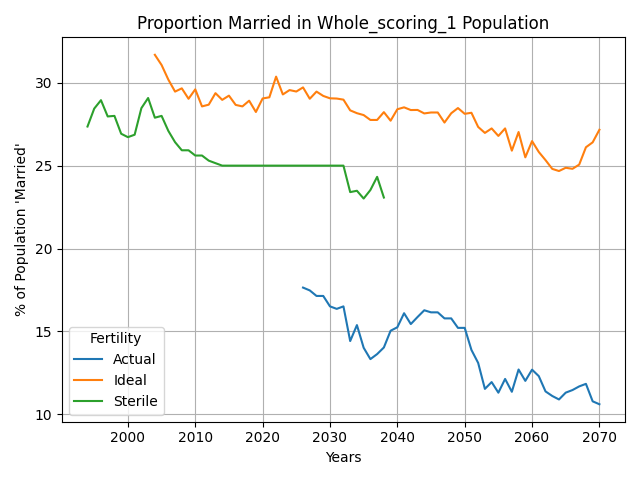 Proportion Married in Whole_scoring_1 Population
% of Population 'Married'
30
25
20
15
10
Fertility
Actual
Ideal
Sterile
2000 2010 2020 2030 2040 2050 2060 2070
Years